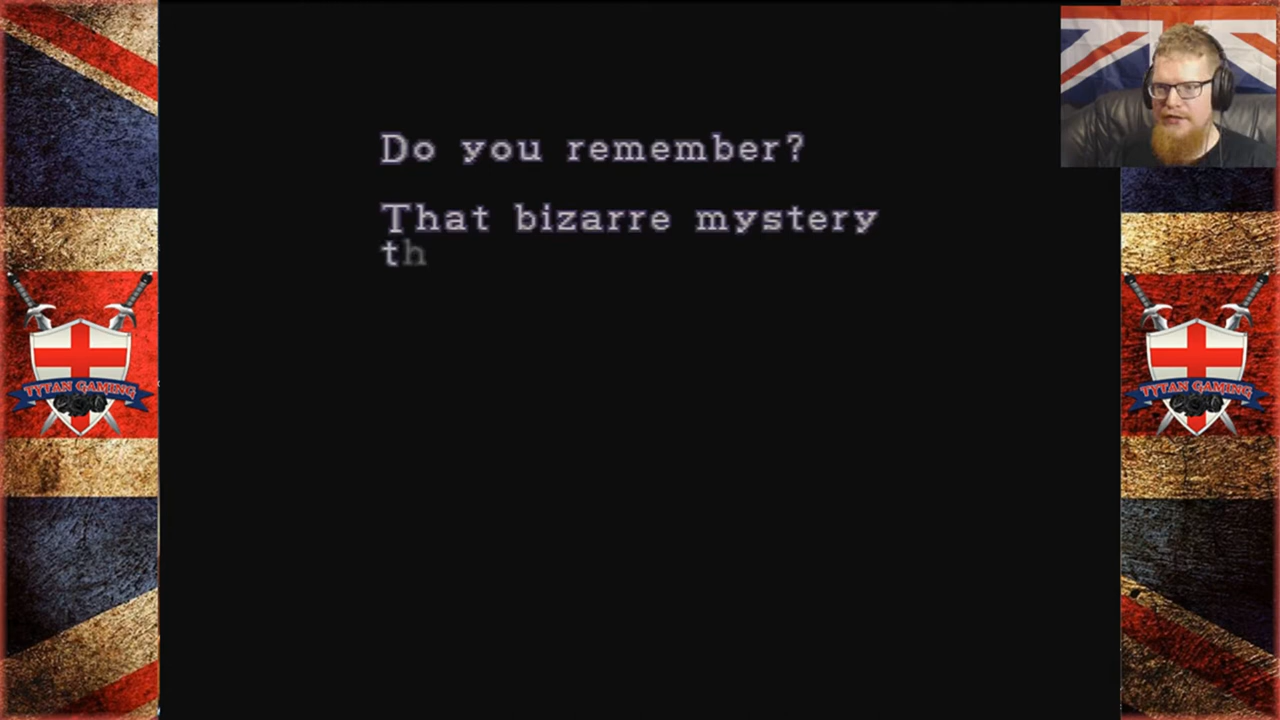 Do you remember?
That bizarre mystery
th
TYTAN GAMING
TYTAN GAMING